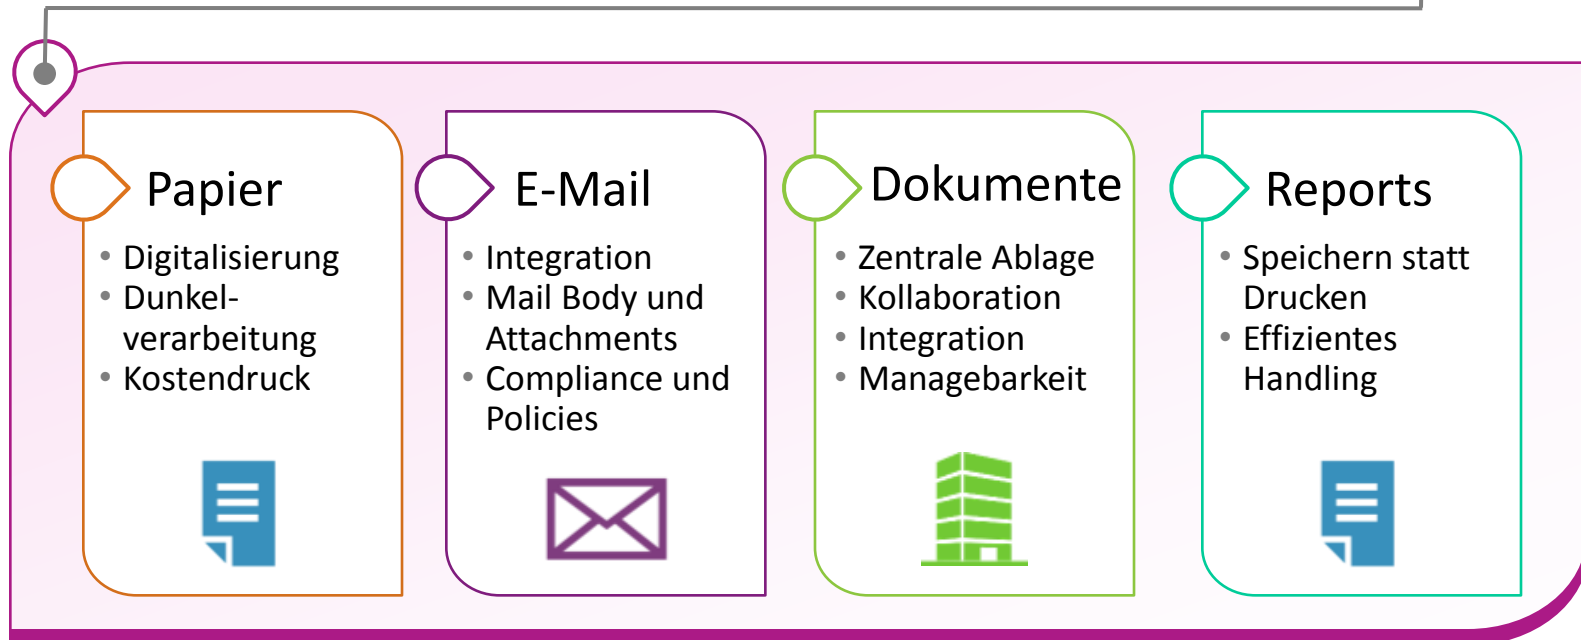 Papier
• Digitalisierung
• Dunkel-
verarbeitung
• Kostendruck
E-Mail
• Integration
• Mail Body und
Attachments
• Compliance und
Policies
Dokumente
• Zentrale Ablage
• Kollaboration
• Integration
• Managebarkeit
Reports
• Speichern statt
Drucken
• Effizientes
Handling